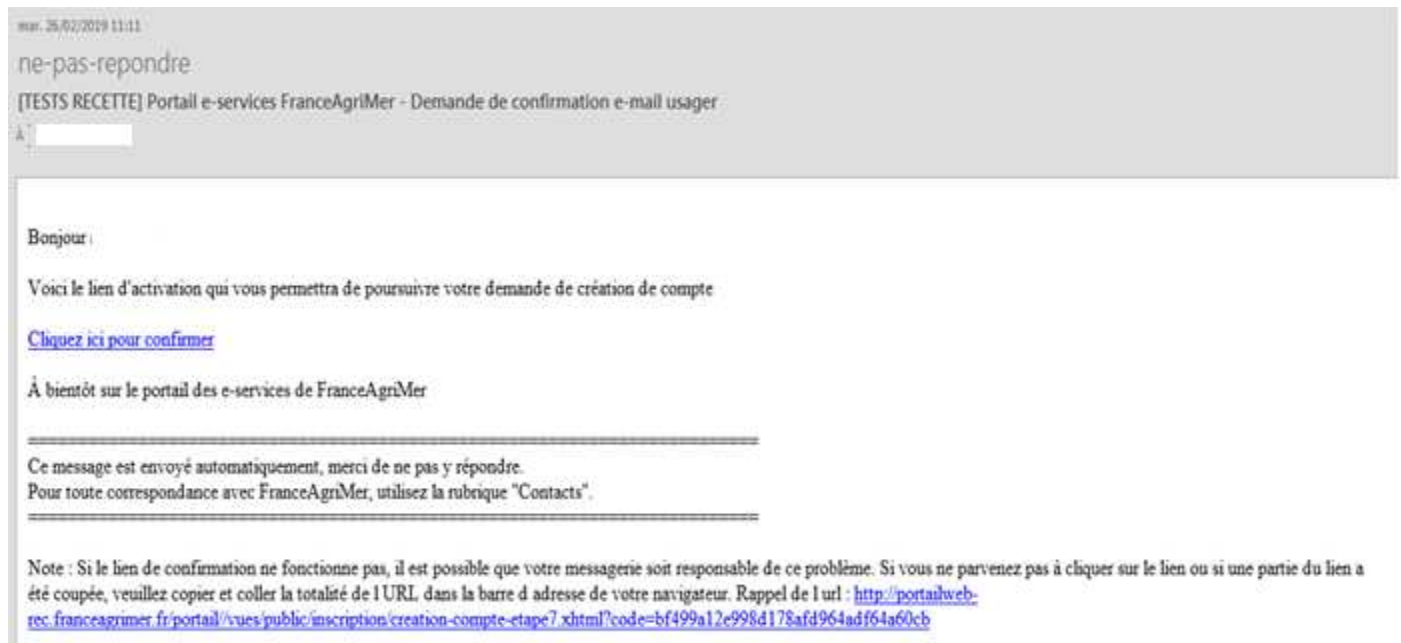 mar. 26/02/2019 11:11
ne-pas-repondre
[TESTS RECETTE] Portail e-services FranceAgriMer - Demande de confirmation e-mail usager
À
Bonjour
Voici le lien d'activation qui vous permettra de poursuivre votre demande de création de compte
Cliquez ici pour confirmer
À bientôt sur le portail des e-services de FranceAgriMer
==========================================================================
Ce message est envoyé automatiquement, merci de ne pas y répondre.
Pour toute correspondance avec FranceAgriMer, utilisez la rubrique "Contacts".
==========================================================================
Note : Si le lien de confirmation ne fonctionne pas, il est possible que votre messagerie soit responsable de ce problème. Si vous ne parvenez pas à cliquer sur le lien ou si une partie du lien a
été coupée, veuillez copier et coller la totalité de l URL dans la barre d adresse de votre navigateur. Rappel de l url : http://portailweb-
rec.franceagrimer.fr/portail//vues/public/inscription/creation-compte-etape7.xhtml?code=bf499a12e998d178afd964adf64a60cb